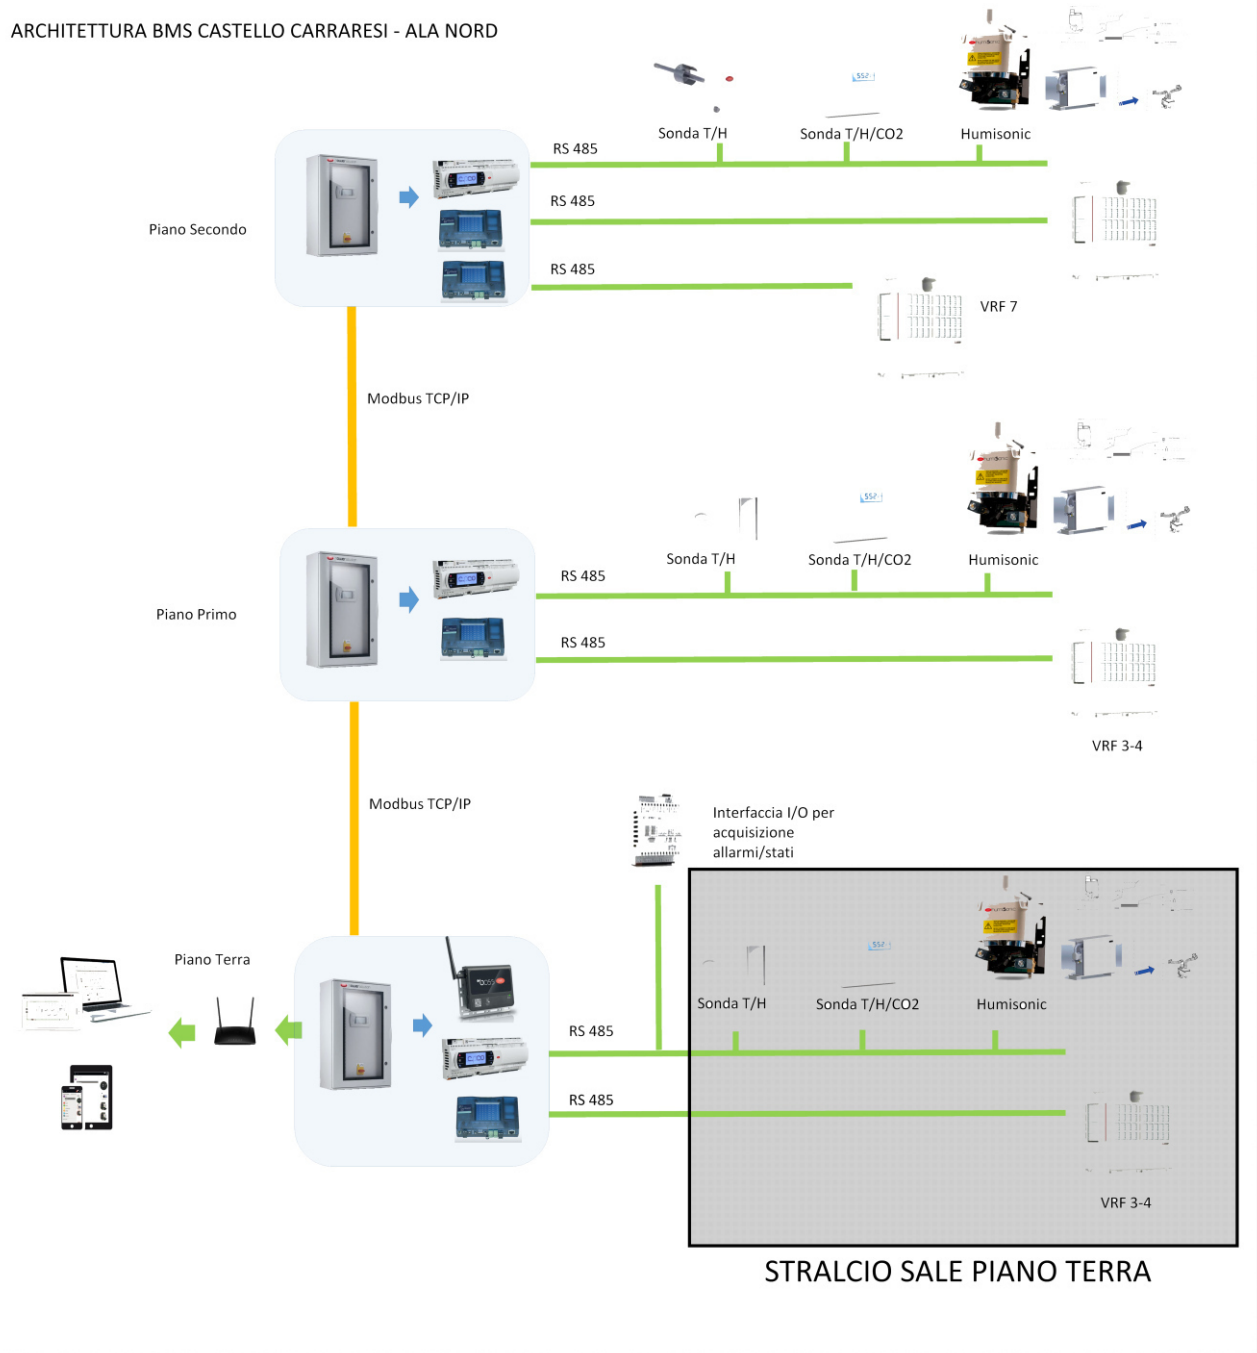 ARCHITETTURA BMS CASTELLO CARRARESI - ALA NORD
552-I
Sonda T/H
Sonda T/H/CO2
Humisonic
RS 485
RS 485
Piano Secondo
RS 485
VRF 7
Modbus TCP/IP
Sonda T/H
Sonda T/H/CO2
Humisonic
RS 485
Piano Primo
RS 485
VRF 3-4
Modbus TCP/IP
Interfaccia I/O per
acquisizione
allarmi/stati
Piano Terra
Sonda T/H
Sonda T/H/CO2
Humisonic
RS 485
RS 485
VRF 3-4
STRALCIO SALE PIANO TERRA